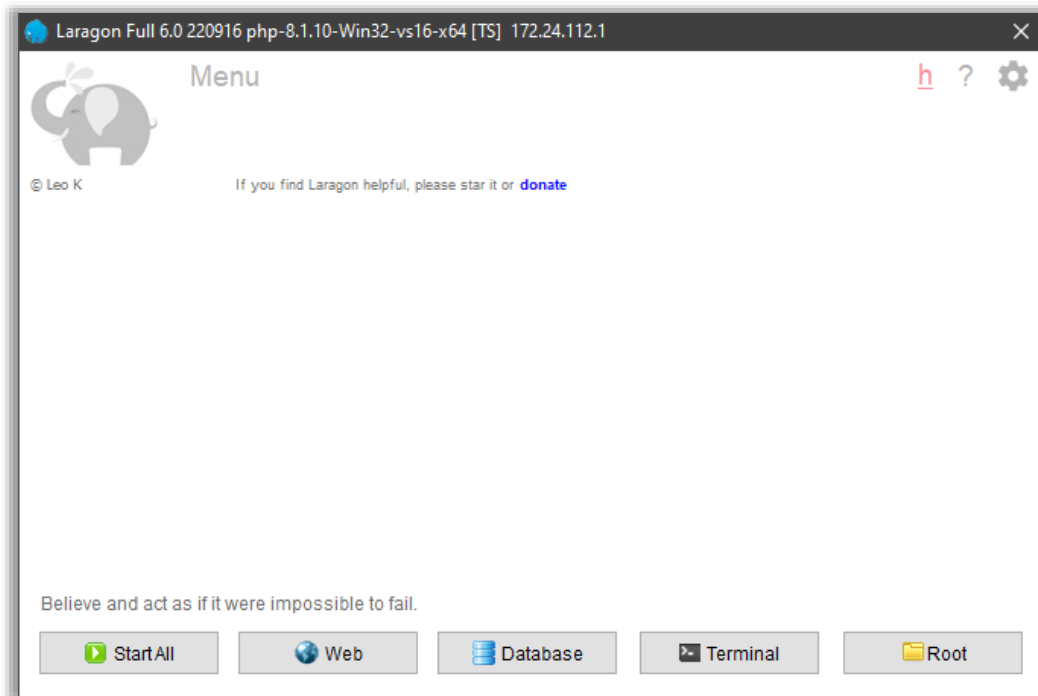 Laragon Full 6.0 220916 php-8.1.10-Win32-vs16-x64 [TS] 172.24.112.1
Menu
h ?
© Leo K
If you find Laragon helpful, please star it or donate
Believe and act as if it were impossible to fail.
Start All Web Database Terminal Root